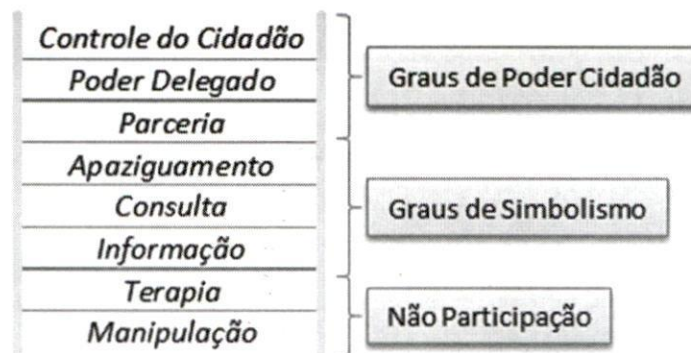 Controle do Cidadão
Poder Delegado
Parceria
Apaziguamento
Consulta
Informação
Terapia
Manipulação
Graus de Poder Cidadão
Graus de Simbolismo
Não Participação